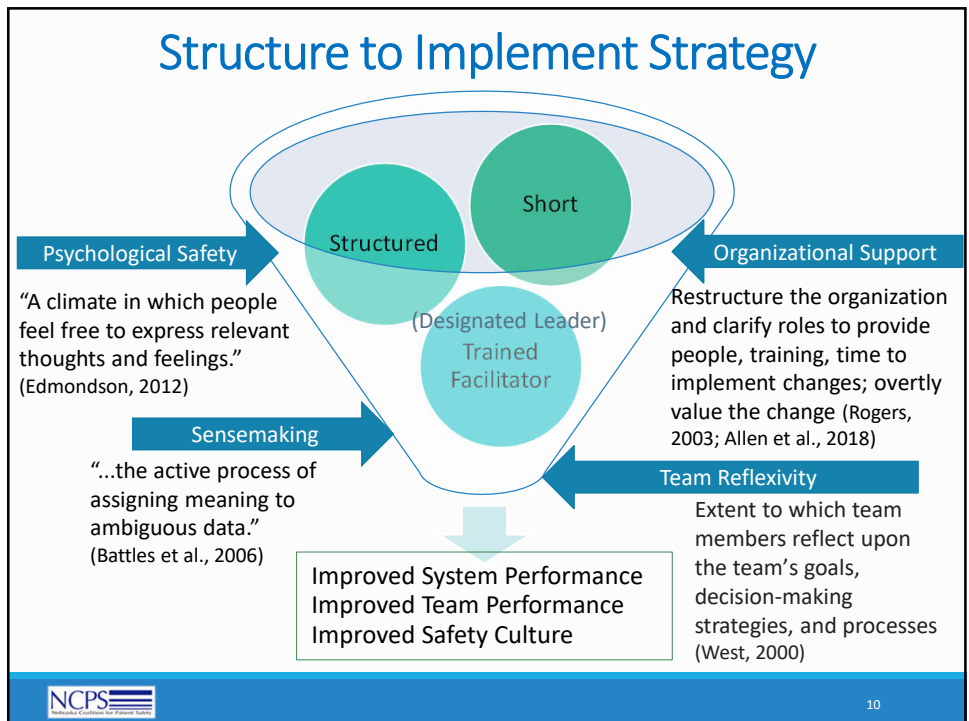 Structure to Implement Strategy
Short
Structured
(Designated Leader)
Trained
Facilitator
Psychological Safety
“A climate in which people
feel free to express relevant
thoughts and feelings.”
(Edmondson, 2012)
Organizational Support
Restructure the organization
and clarify roles to provide
people, training, time to
implement changes; overtly
value the change (Rogers,
2003; Allen et al., 2018)
Sensemaking
“...the active process of
assigning meaning to
ambiguous data.”
(Battles et al., 2006)
Team Reflexivity
Extent to which team
members reflect upon
the team’s goals,
decision-making
strategies, and processes
(West, 2000)
Improved System Performance
Improved Team Performance
Improved Safety Culture
NCPS
Nebraska Coalition for Patient Safety
10